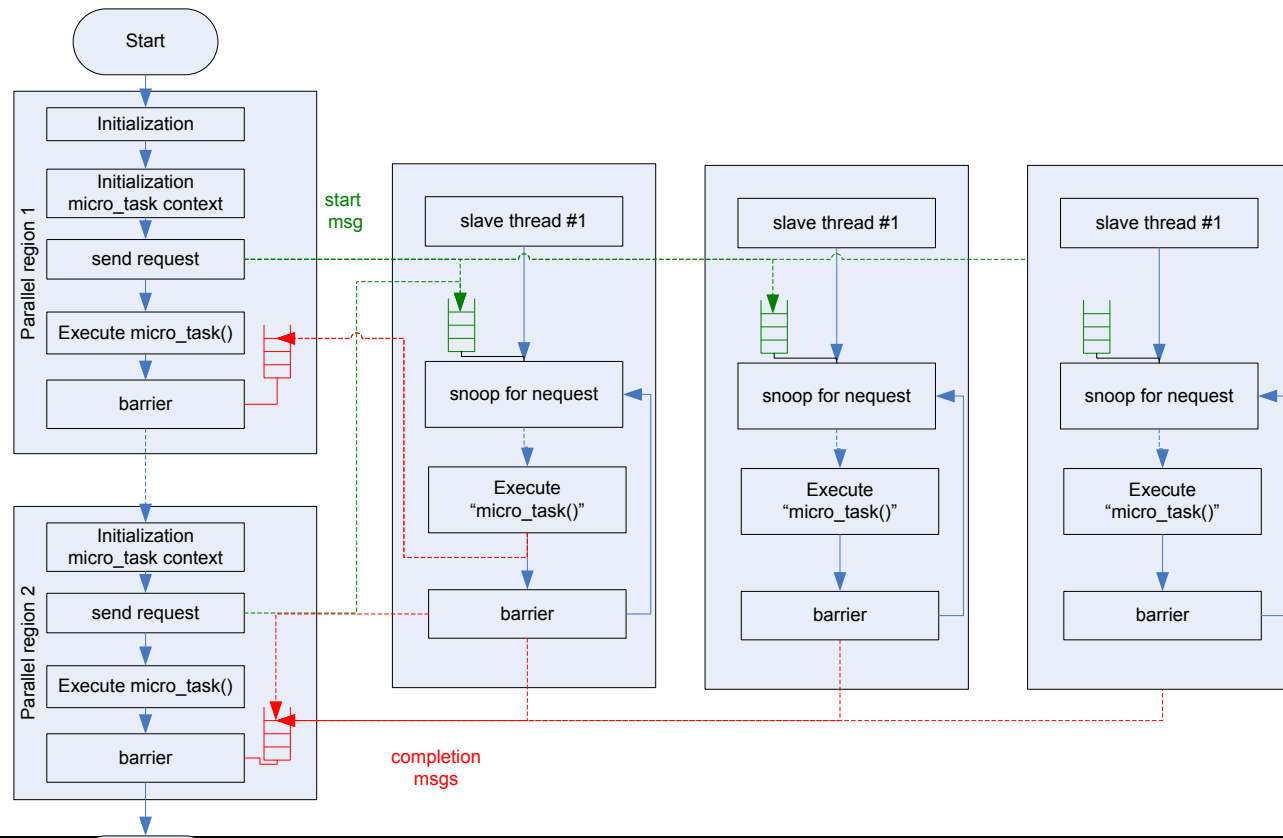 Start
Parallel region 1
Initialization
Initialization
micro_task context
send request
Execute micro_task()
barrier
Parallel region 2
Initialization
micro_task context
send request
Execute micro_task()
barrier
start
msg
slave thread #1
snoop for nequest
Execute
“micro_task()”
barrier
slave thread #1
snoop for nequest
Execute
“micro_task()”
barrier
slave thread #1
snoop for nequest
Execute
“micro_task()”
barrier
completion
msgs